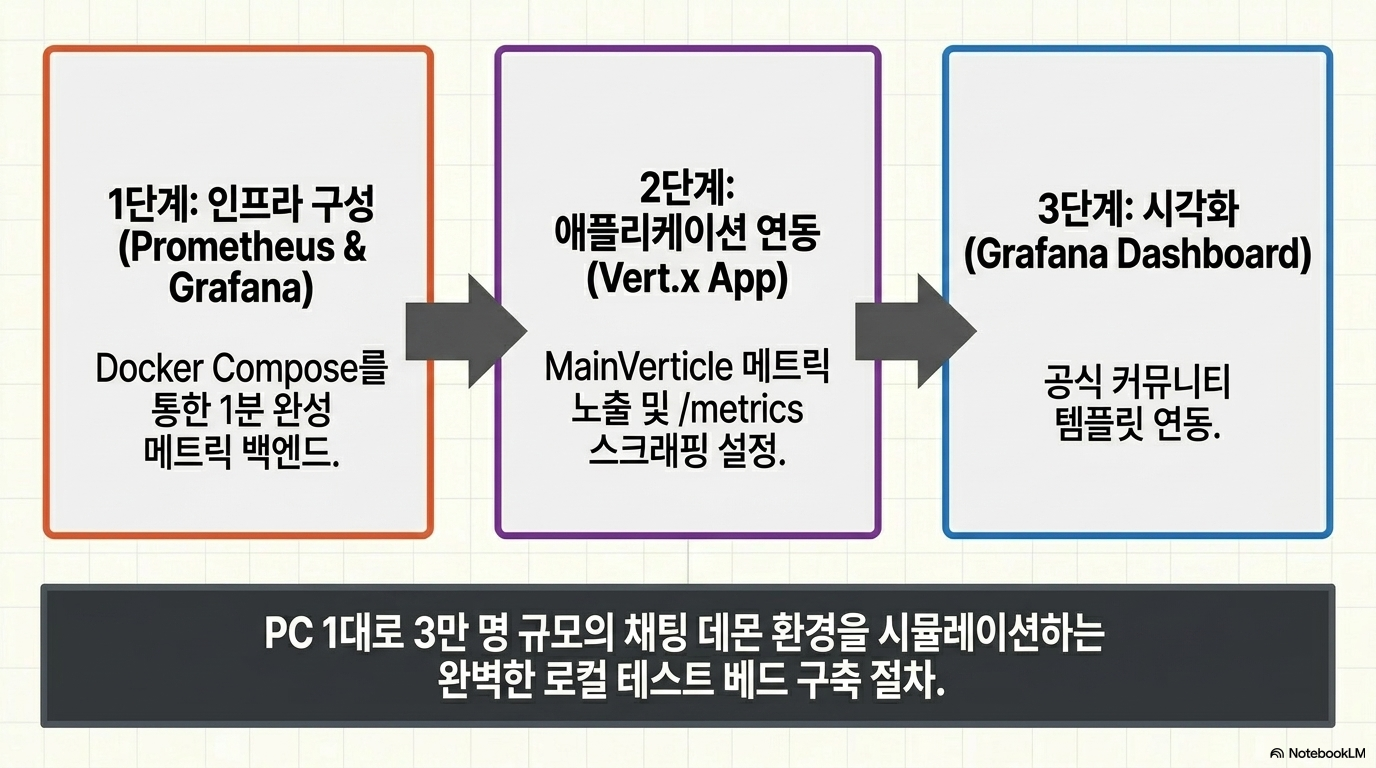 1단계: 인프라 구성
(Prometheus &
Grafana)
Docker Compose를
통한 1분 완성
메트릭 백엔드.
2단계:
애플리케이션 연동
(Vert.x App)
MainVerticle 메트릭
노출 및 /metrics
스크래핑 설정.
3단계: 시각화
(Grafana Dashboard)
공식 커뮤니티
템플릿 연동.
PC 1대로 3만 명 규모의 채팅 데몬 환경을 시뮬레이션하는
완벽한 로컬 테스트 베드 구축 절차.
NotebookLM